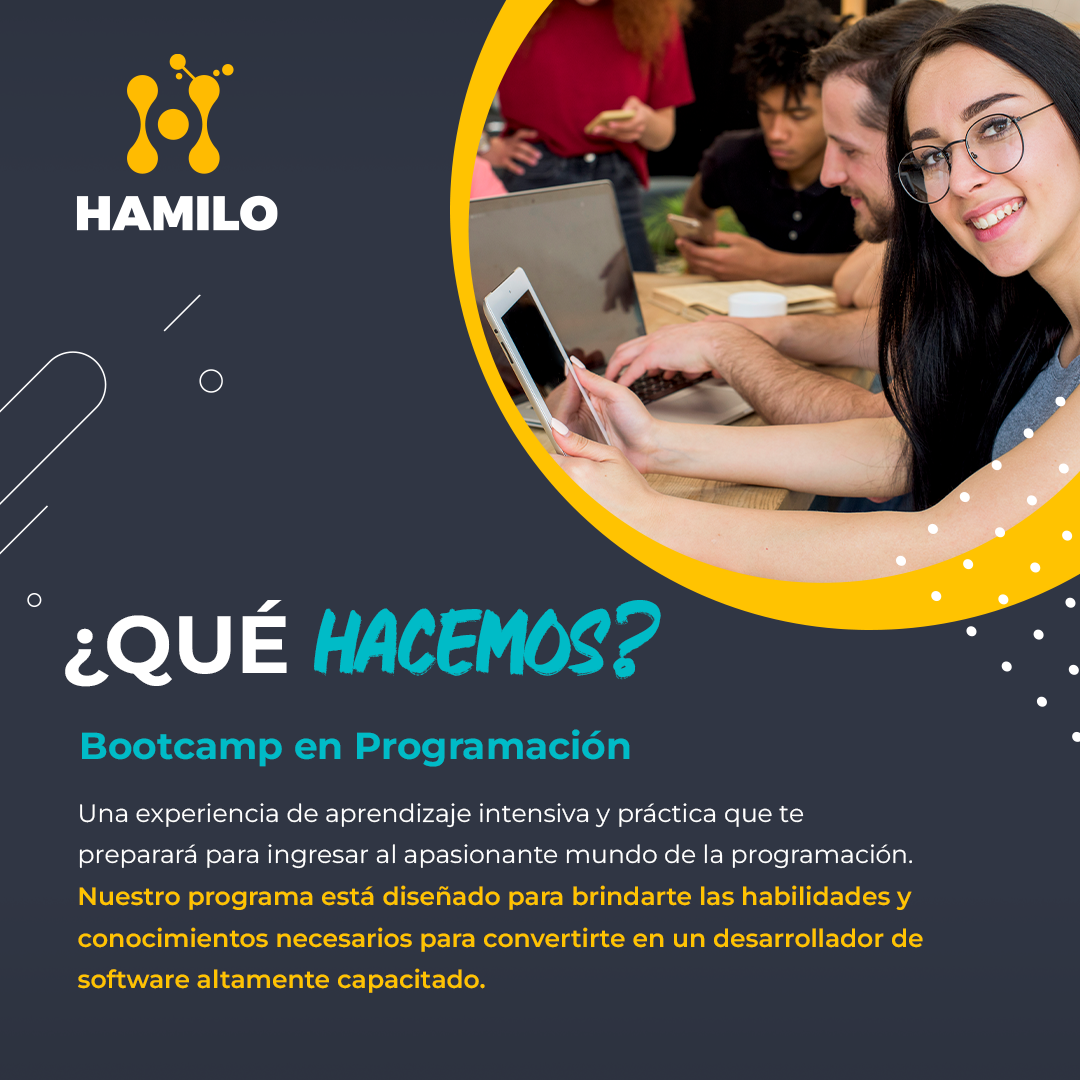 HAMILO
¿QUÉ HACEMOS?
Bootcamp en Programación
Una experiencia de aprendizaje intensiva y práctica que te
preparará para ingresar al apasionante mundo de la programación.
Nuestro programa está diseñado para brindarte las habilidades y
conocimientos necesarios para convertirte en un desarrollador de
software altamente capacitado.